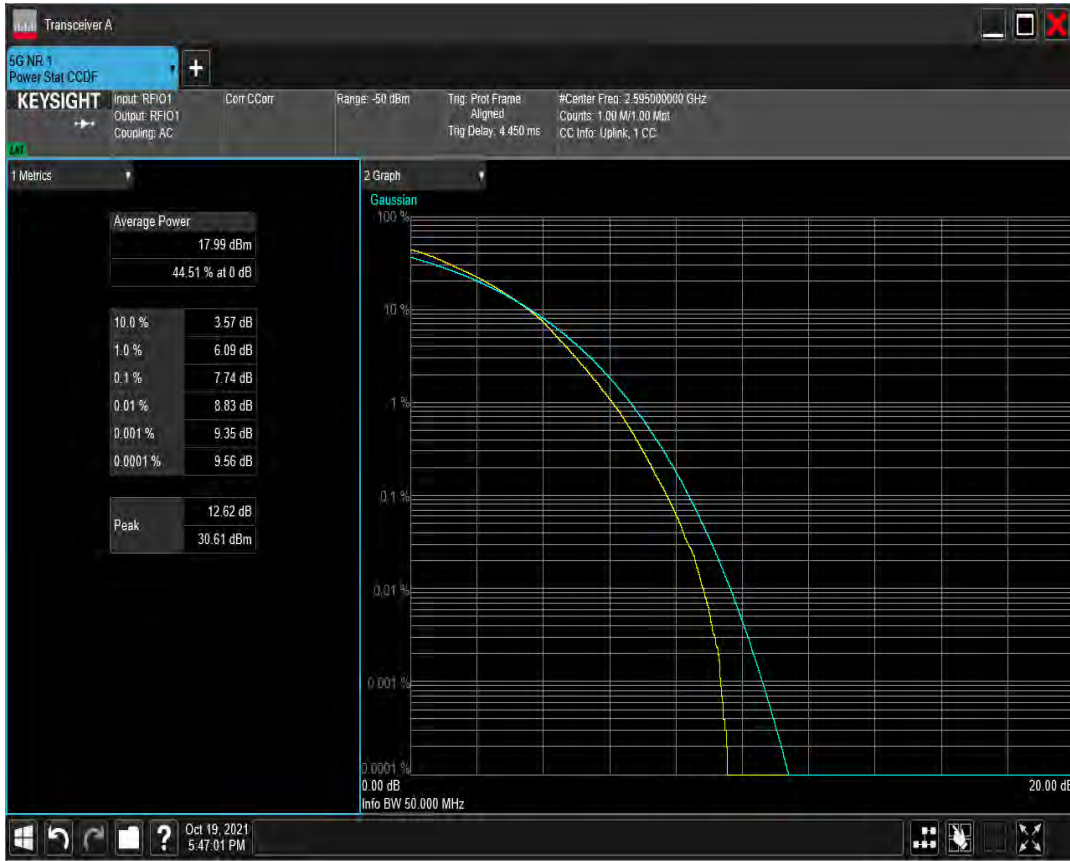 Transceiver A
5G NR 1
Power Stat CCDF
+
KEYSIGHT
Input: RFIO1
Output: RFIO1
Coupling: AC
Corr CCorr
Range: -50 dBm
Trig: Prot Frame
Aligned
Trig Delay: 4.450 ms
#Center Freq: 2.595000000 GHz
Counts: 1.00 M/1.00 Mpt
CC Info: Uplink, 1 CC
1 Metrics
Average Power
17.99 dBm
44.51 % at 0 dB
10.0 % 3.57 dB
1.0 % 6.09 dB
0.1 % 7.74 dB
0.01 % 8.83 dB
0.001 % 9.35 dB
0.0001 % 9.56 dB
Peak
12.62 dB
30.61 dBm
2 Graph
Gaussian
100 %
10 %
1 %
0.1 %
0.01 %
0.001 %
0.0001 %
0.00 dB 20.00 dB
Info BW 50.000 MHz
?
Oct 19, 2021
5:47:01 PM